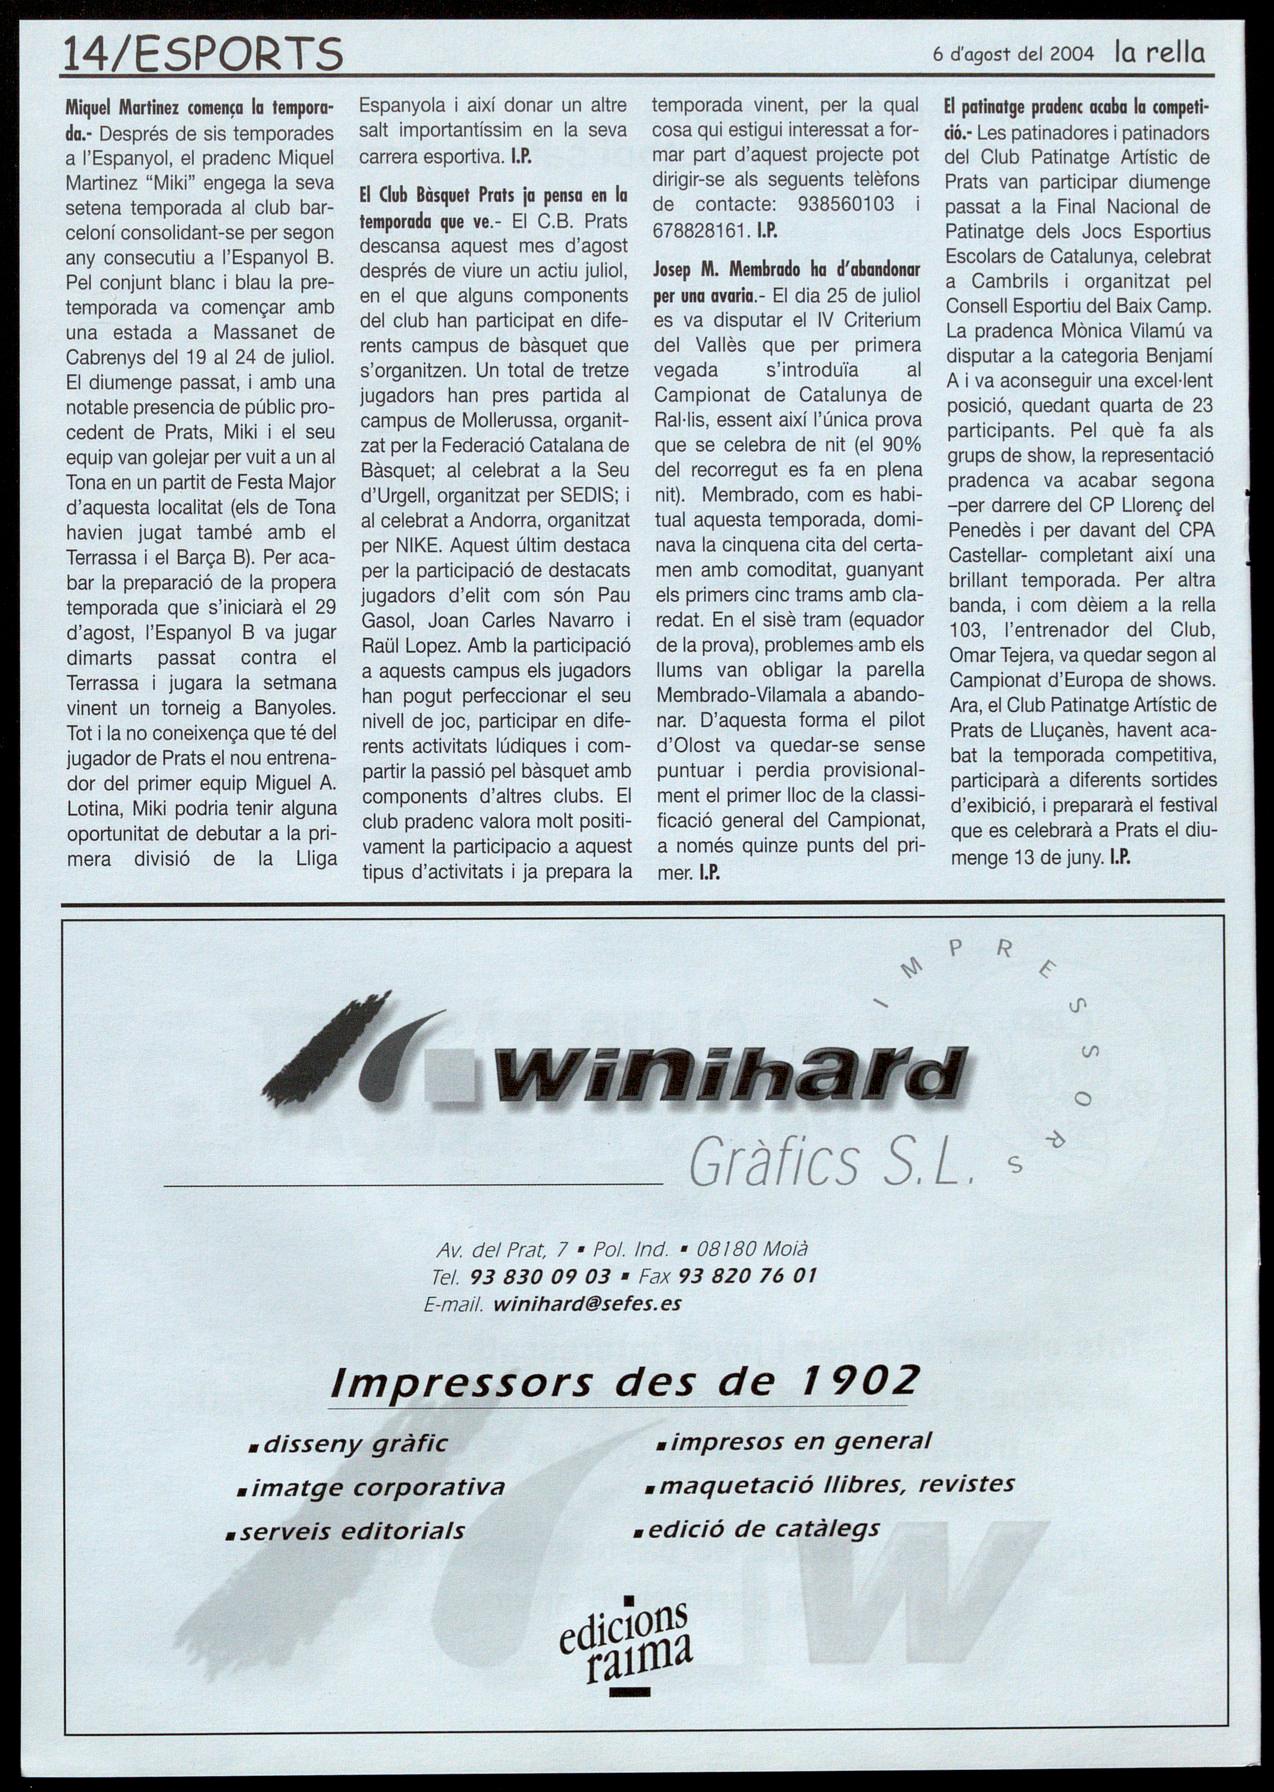 14/ESPORTS
6 d'agost del 2004 la rella
Miquel Martinez comença la tempora-
da.- Després de sis temporades
a l'Espanyol, el pradenc Miquel
Martinez “Miki” engega la seva
setena temporada al club bar-
celoní consolidant-se per segon
any consecutiu a l'Espanyol B.
Pel conjunt blanc i blau la pre-
temporada va començar amb
una estada a Massanet de
Cabrenys del 19 al 24 de juliol.
El diumenge passat, i amb una
notable presencia de públic pro-
cedent de Prats, Miki i el seu
equip van golejar per vuit a un al
Tona en un partit de Festa Major
d'aquesta localitat (els de Tona
havien jugat també amb el
Terrassa i el Barça B). Per aca-
bar la preparació de la propera
temporada que s'iniciarà el 29
d'agost, l'Espanyol B va jugar
dimarts passat contra el
Terrassa i jugara la setmana
vinent un torneig a Banyoles.
Tot i la no coneixença que té del
jugador de Prats el nou entrena-
dor del primer equip Miguel A.
Lotina, Miki podria tenir alguna
oportunitat de debutar a la pri-
mera divisió de la Lliga
Espanyola i així donar un altre
salt importantíssim en la seva
carrera esportiva. I.P.
El Club Bàsquet Prats ja pensa en la
temporada que ve.- El C.B. Prats
descansa aquest mes d'agost
després de viure un actiu juliol,
en el que alguns components
del club han participat en dife-
rents campus de bàsquet que
s'organitzen. Un total de tretze
jugadors han pres partida al
campus de Mollerussa, organit-
zat per la Federació Catalana de
Bàsquet; al celebrat a la Seu
d'Urgell, organitzat per SEDIS; i
al celebrat a Andorra, organitzat
per NIKE. Aquest últim destaca
per la participació de destacats
jugadors d'elit com són Pau
Gasol, Joan Carles Navarro i
Raül Lopez. Amb la participació
a aquests campus els jugadors
han pogut perfeccionar el seu
nivell de joc, participar en dife-
rents activitats lúdiques i com-
partir la passió pel bàsquet amb
components d'altres clubs. El
club pradenc valora molt positi-
vament la participacio a aquest
tipus d'activitats i ja prepara la
temporada vinent, per la qual
cosa qui estigui interessat a for-
mar part d'aquest projecte pot
dirigir-se als seguents telèfons
de contacte: 938560103 i
678828161. I.P.
Josep M. Membrado ha d'abandonar
per una avaria.- El dia 25 de juliol
es va disputar el IV Criterium
del Vallès que per primera
vegada s'introduïa al
Campionat de Catalunya de
Ral·lis, essent així l'única prova
que se celebra de nit (el 90%
del recorregut es fa en plena
nit). Membrado, com es habi-
tual aquesta temporada, domi-
nava la cinquena cita del certa-
men amb comoditat, guanyant
els primers cinc trams amb cla-
redat. En el sisè tram (equador
de la prova), problemes amb els
llums van obligar la parella
Membrado-Vilamala a abando-
nar. D'aquesta forma el pilot
d'Olost va quedar-se sense
puntuar i perdia provisional-
ment el primer lloc de la classi-
ficació general del Campionat,
a només quinze punts del pri-
mer. I.P.
El patinatge pradenc acaba la competi-
ció.- Les patinadores i patinadors
del Club Patinatge Artístic de
Prats van participar diumenge
passat a la Final Nacional de
Patinatge dels Jocs Esportius
Escolars de Catalunya, celebrat
a Cambrils i organitzat pel
Consell Esportiu del Baix Camp.
La pradenca Mònica Vilamú va
disputar a la categoria Benjamí
A i va aconseguir una excel·lent
posició, quedant quarta de 23
participants. Pel què fa als
grups de show, la representació
pradenca va acabar segona
–per darrere del CP Llorenç del
Penedès i per davant del CPA
Castellar- completant així una
brillant temporada. Per altra
banda, i com dèiem a la rella
103, l'entrenador del Club,
Omar Tejera, va quedar segon al
Campionat d'Europa de shows.
Ara, el Club Patinatge Artístic de
Prats de Lluçanès, havent aca-
bat la temporada competitiva,
participarà a diferents sortides
d'exibició, i prepararà el festival
que es celebrarà a Prats el diu-
menge 13 de juny. I.P.
IMPRESSORS
winihard
Gràfics S.L.
Av. del Prat, 7 ▪ Pol. Ind. ▪ 08180 Moià
Tel. 93 830 09 03 ▪ Fax 93 820 76 01
E-mail. winihard@sefes.es
Impressors des de 1902
▪disseny gràfic
▪imatge corporativa
▪serveis editorials
▪impresos en general
▪maquetació llibres, revistes
▪edició de catàlegs
w
edicions
raima